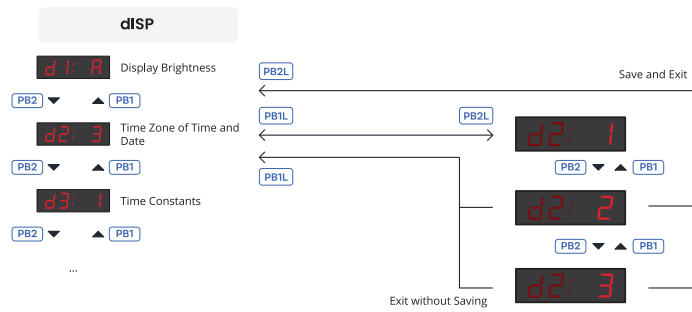 dISP
d1: A
Display Brightness
PB2L
Save and Exit
PB2
PB1
PB1L
PB2L
d2: 3
Time Zone of Time and
Date
d2: 1
PB2
PB1
PB2
PB1
PB1L
d3: 1
Time Constants
d2: 2
PB2
PB1
PB2
PB1
...
d2: 3
Exit without Saving